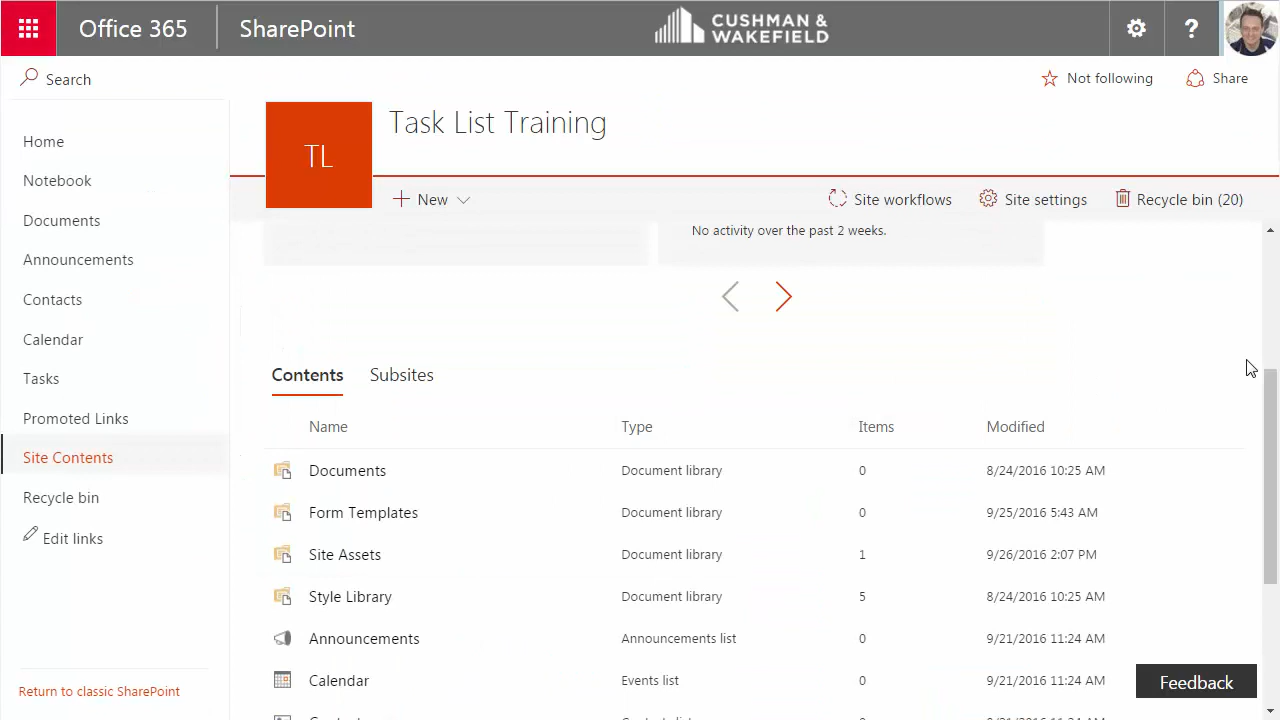 Office 365
SharePoint
CUSHMAN &
WAKEFIELD
?
Search
Not following
Share
Home
Notebook
Documents
Announcements
Contacts
Calendar
Tasks
Promoted Links
Site Contents
Recycle bin
Edit links
Return to classic SharePoint
TL
Task List Training
New
Site workflows
Site settings
Recycle bin (20)
No activity over the past 2 weeks.
Contents Subsites
Name Type Items Modified
Documents Document library 0 8/24/2016 10:25 AM
Form Templates Document library 0 9/25/2016 5:43 AM
Site Assets Document library 1 9/26/2016 2:07 PM
Style Library Document library 5 8/24/2016 10:25 AM
Announcements Announcements list 0 9/21/2016 11:24 AM
Calendar Events list 0 9/21/2016 11:24 AM
Feedback